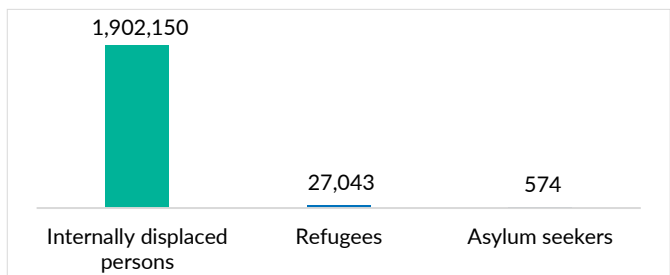 1,902,150
27,043
574
Internally displaced
persons
Refugees
Asylum seekers